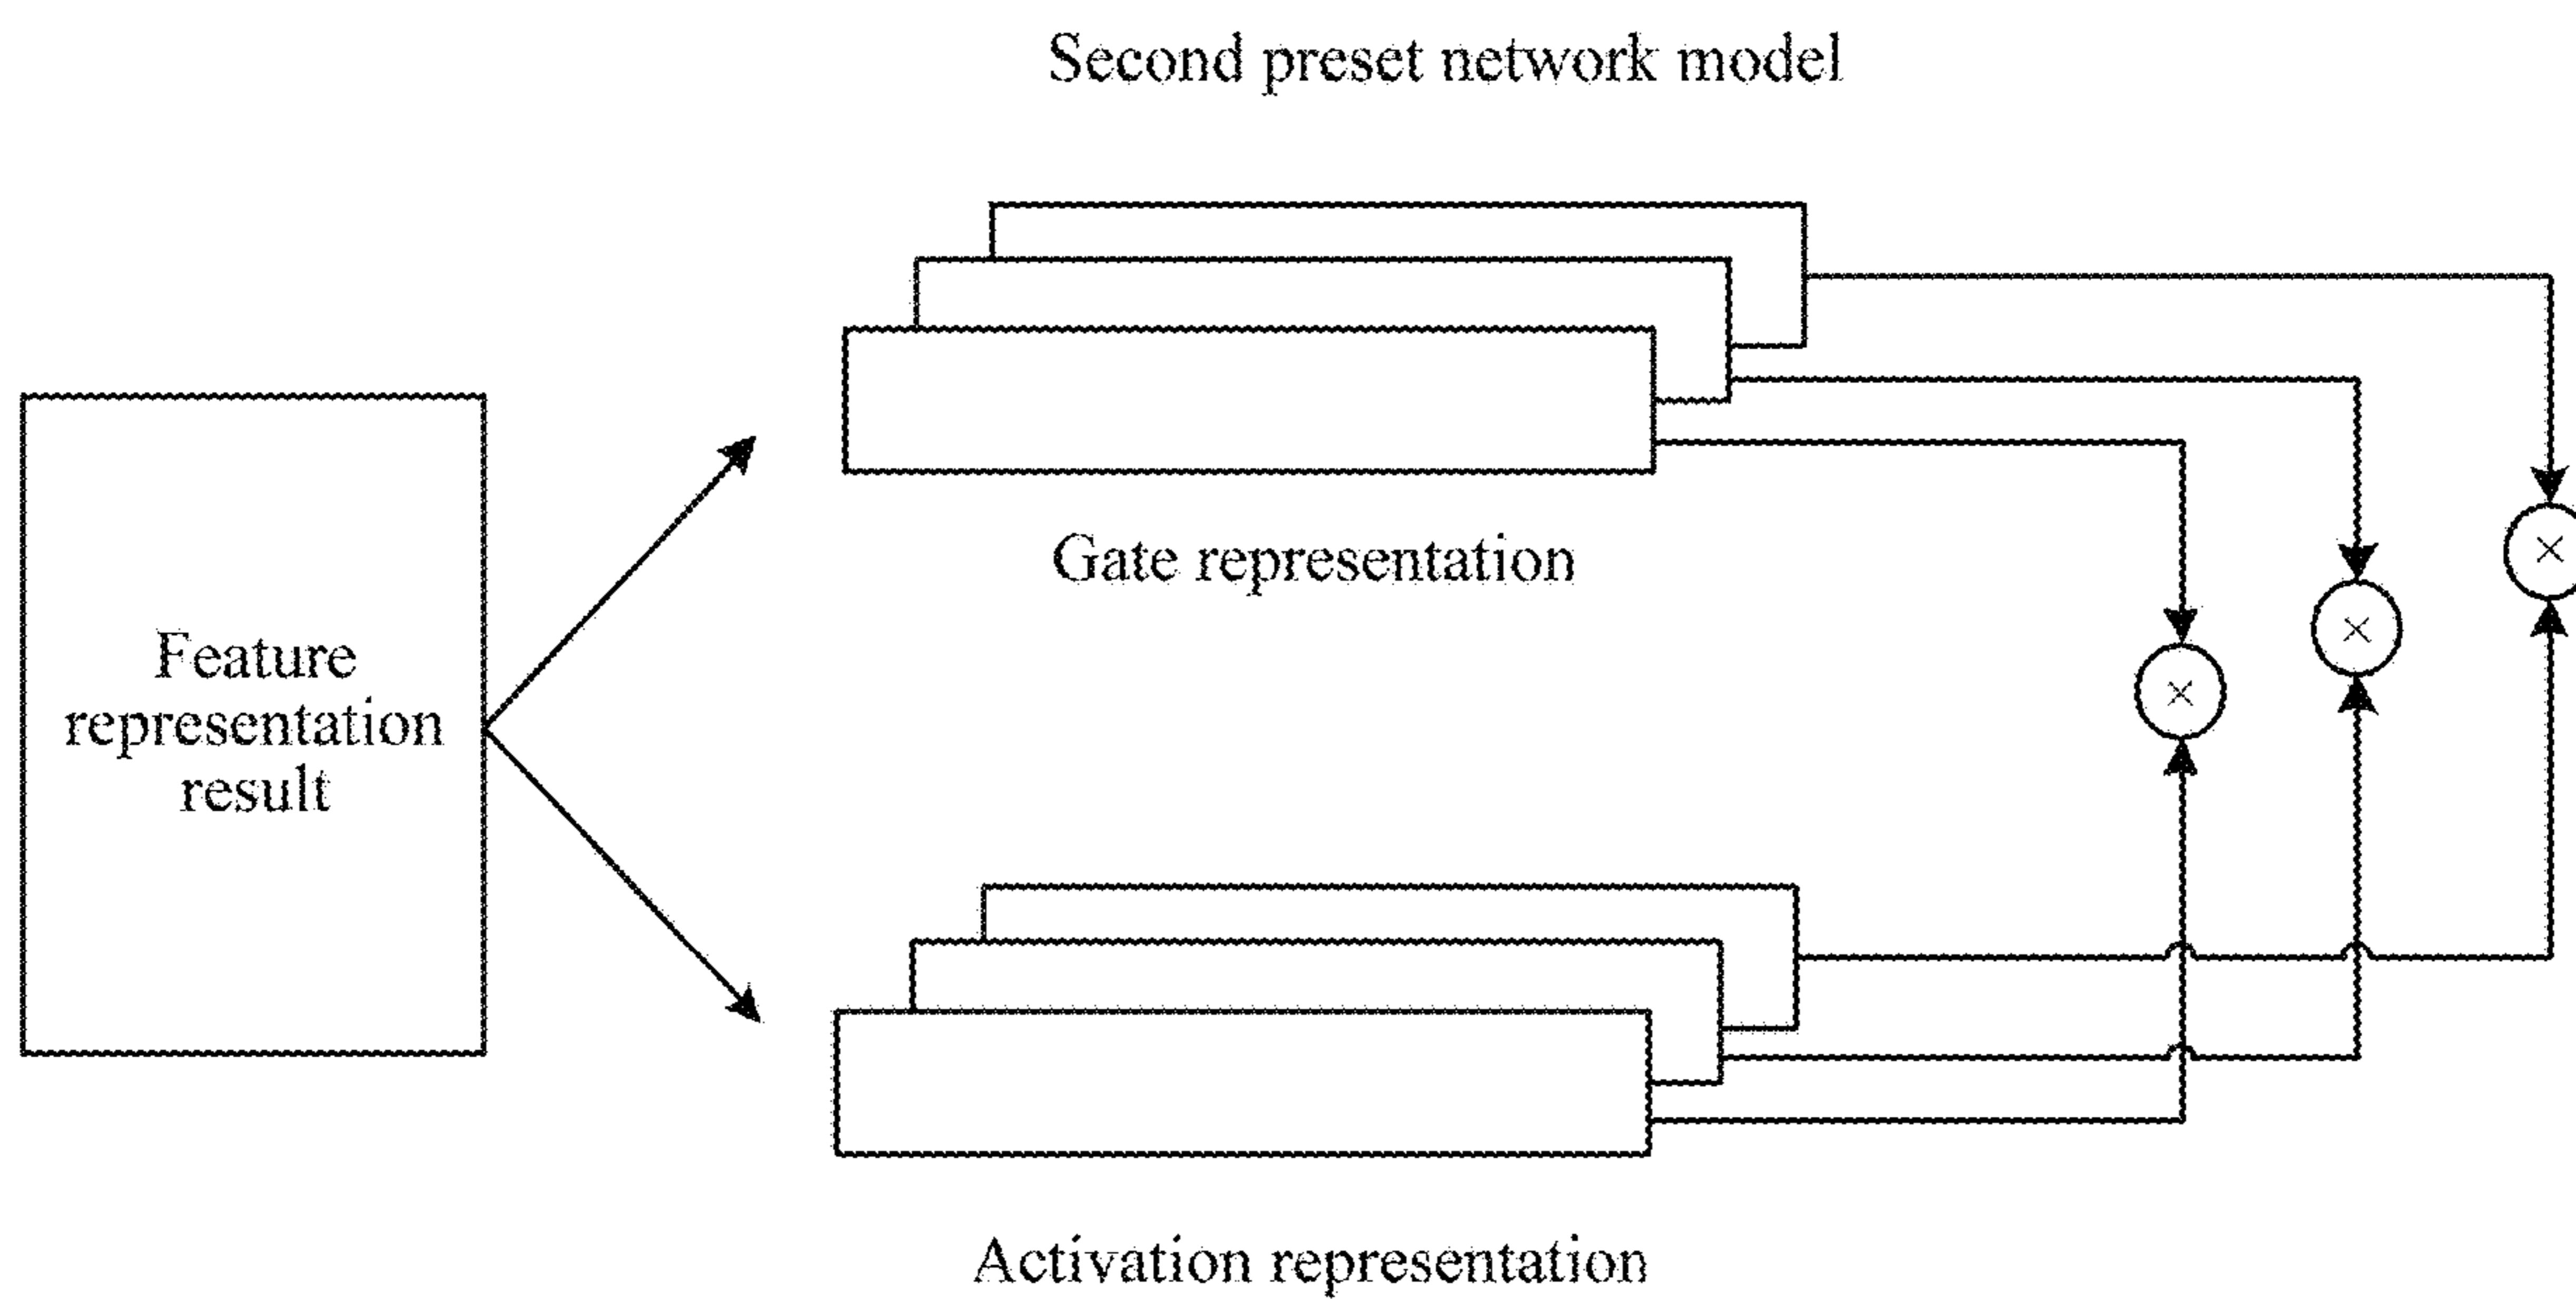 Second preset network model
Gate representation
Feature
representation
result
×
×
×
Activation representation